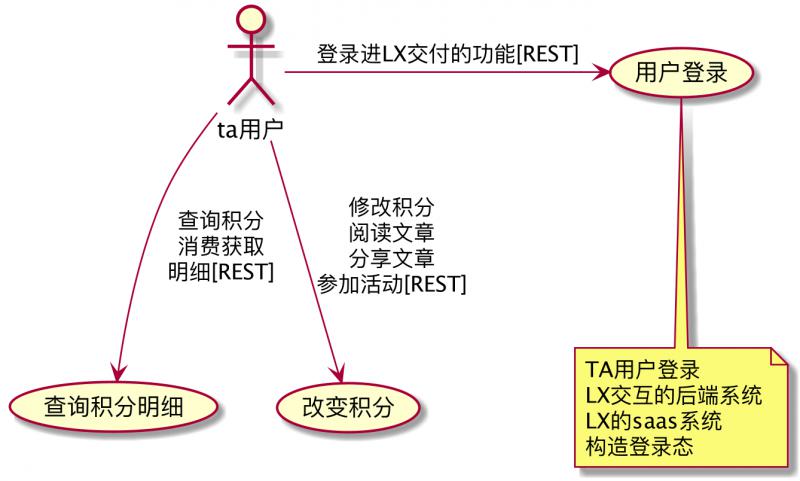 登录进LX交付的功能[REST]
用户登录
ta用户
查询积分
消费获取
明细[REST]
修改积分
阅读文章
分享文章
参加活动[REST]
查询积分明细
改变积分
TA用户登录
LX交互的后端系统
LX的saas系统
构造登录态